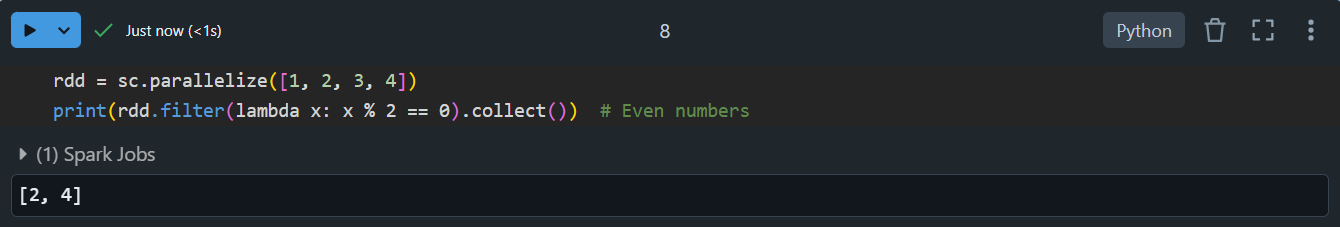 Just now (<1s)
8
Python
rdd = sc.parallelize([1, 2, 3, 4])
print(rdd.filter(lambda x: x % 2 == 0).collect())  # Even numbers
(1) Spark Jobs
[2, 4]